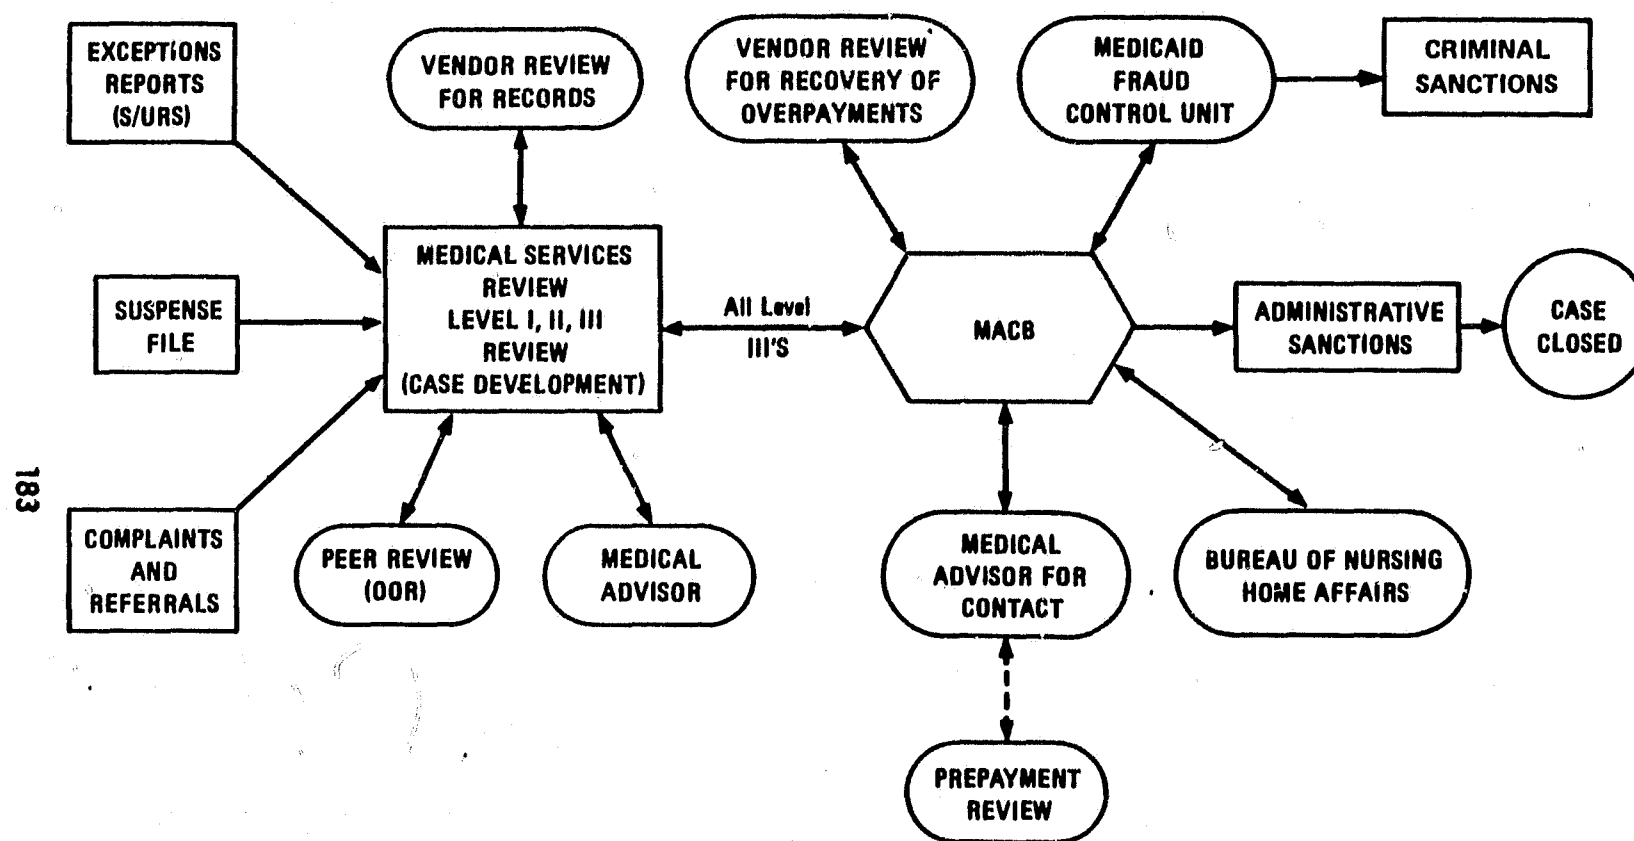 EXCEPTIONS
REPORTS
(S/URS)
VENDOR REVIEW
FOR RECORDS
VENDOR REVIEW
FOR RECOVERY OF
OVERPAYMENTS
MEDICAID
FRAUD
CONTROL UNIT
CRIMINAL
SANCTIONS
SUSPENSE
FILE
MEDICAL SERVICES
REVIEW
LEVEL I, II, III
REVIEW
(CASE DEVELOPMENT)
All Level
III'S
MACB
ADMINISTRATIVE
SANCTIONS
CASE
CLOSED
COMPLAINTS
AND
REFERRALS
PEER REVIEW
(OOR)
MEDICAL
ADVISOR
MEDICAL
ADVISOR FOR
CONTACT
BUREAU OF NURSING
HOME AFFAIRS
PREPAYMENT
REVIEW
183